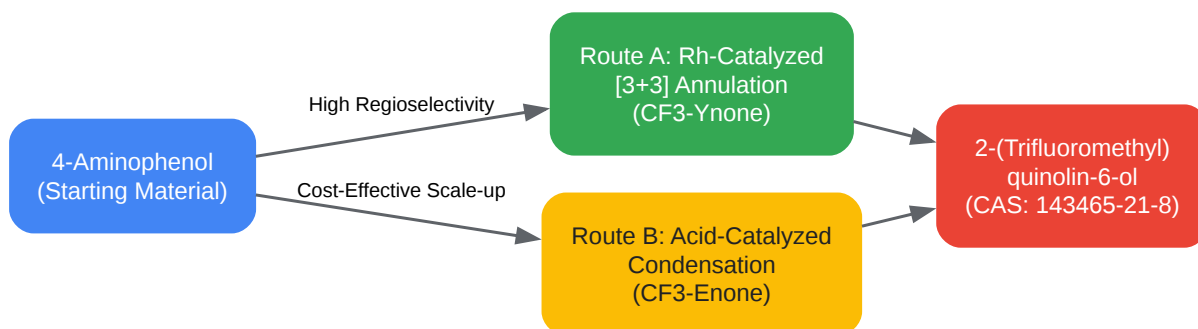 4-Aminophenol
(Starting Material)
High Regioselectivity
Cost-Effective Scale-up
Route A: Rh-Catalyzed
[3+3] Annulation
(CF3-Ynone)
Route B: Acid-Catalyzed
Condensation
(CF3-Enone)
2-(Trifluoromethyl)
quinolin-6-ol
(CAS: 143465-21-8)